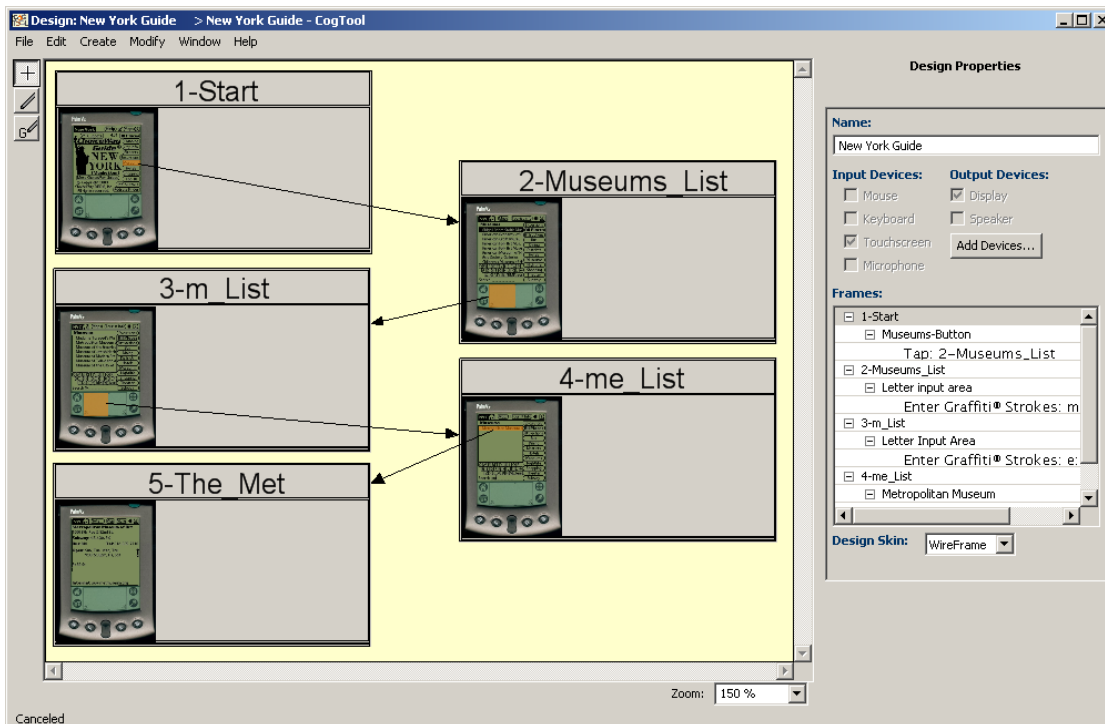 Design: New York Guide > New York Guide - CogTool
File Edit Create Modify Window Help
1-Start
GUIDE
NEW
YORK
2-Museums_List
3-m_List
4-me_List
5-The_Met
Zoom: 150 %
Canceled
Design Properties
Name:
New York Guide
Input Devices: Output Devices:
Mouse Display
Keyboard Speaker
Touchscreen Add Devices...
Microphone
Frames:
1-Start
Museums-Button
Tap: 2-Museums_List
2-Museums_List
Letter input area
Enter Graffiti® Strokes: m
3-m_List
Letter Input Area
Enter Graffiti® Strokes: e:
4-me_List
Metropolitan Museum
Design Skin: WireFrame